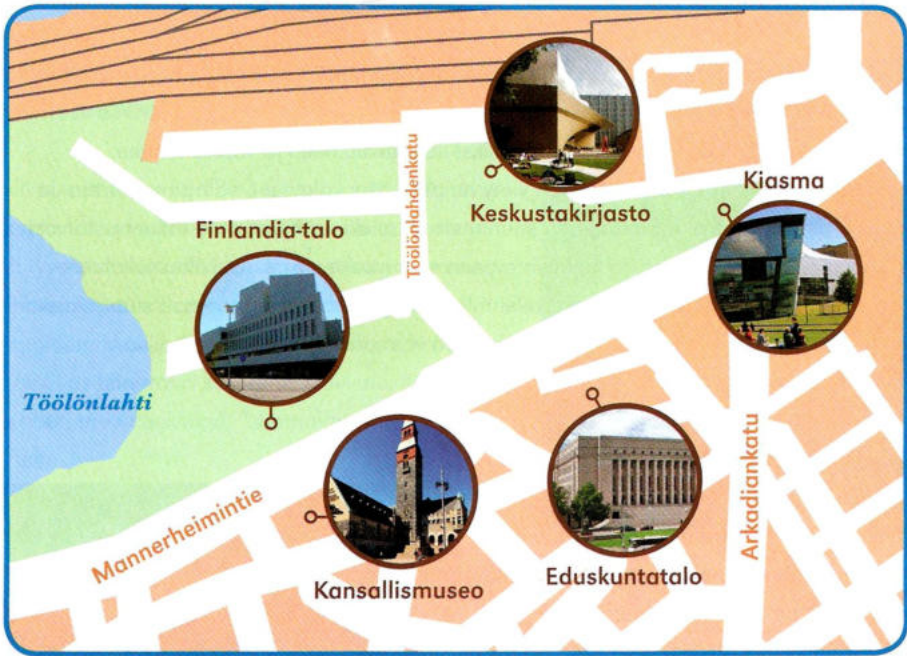 Töölönlahdenkatu
Keskustakirjasto
Kiasma
Finlandia-talo
Töölönlahti
Mannerheimintie
Kansallismuseo
Eduskuntatalo
Arkadiankatu